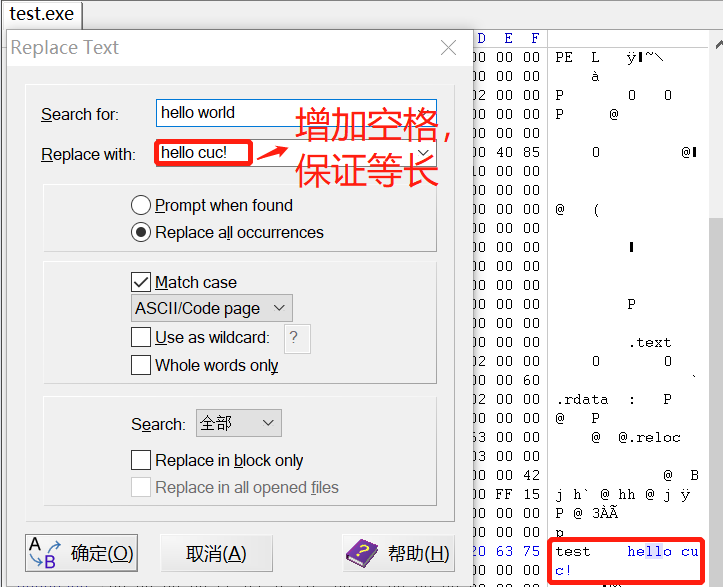 test.exe
Replace Text
Search for: hello world
Replace with: hello cuc!
增加空格，
保证等长
Prompt when found
Replace all occurrences
Match case
ASCII/Code page
Use as wildcard: ?
Whole words only
Search: 全部
Replace in block only
Replace in all opened files
确定(O) 取消(A) 帮助(H)
D E F
00 00 00 PE L ÿ ~\
00 00 00 à
02 00 00 P 0 0
00 00 00 P @
00 00 00
00 40 85 0 @
10 00 00
00 00 00
00 00 00 @ (
00 00 00
00 00 00
00 00 00
00 00 00
00 00 00 P
00 00 00
00 00 00 .text
02 00 00 0 0
00 00 60 `
00 00 00 .rdata : P
02 00 00 @ P
63 00 00 @ @.reloc
03 00 00
00 00 42 @ B
00 FF 15 j h` @ hh @ j ÿ
00 00 00 P @ 3ÀÃ
00 00 00 p
20 63 75 test hello cu
00 00 00 c!